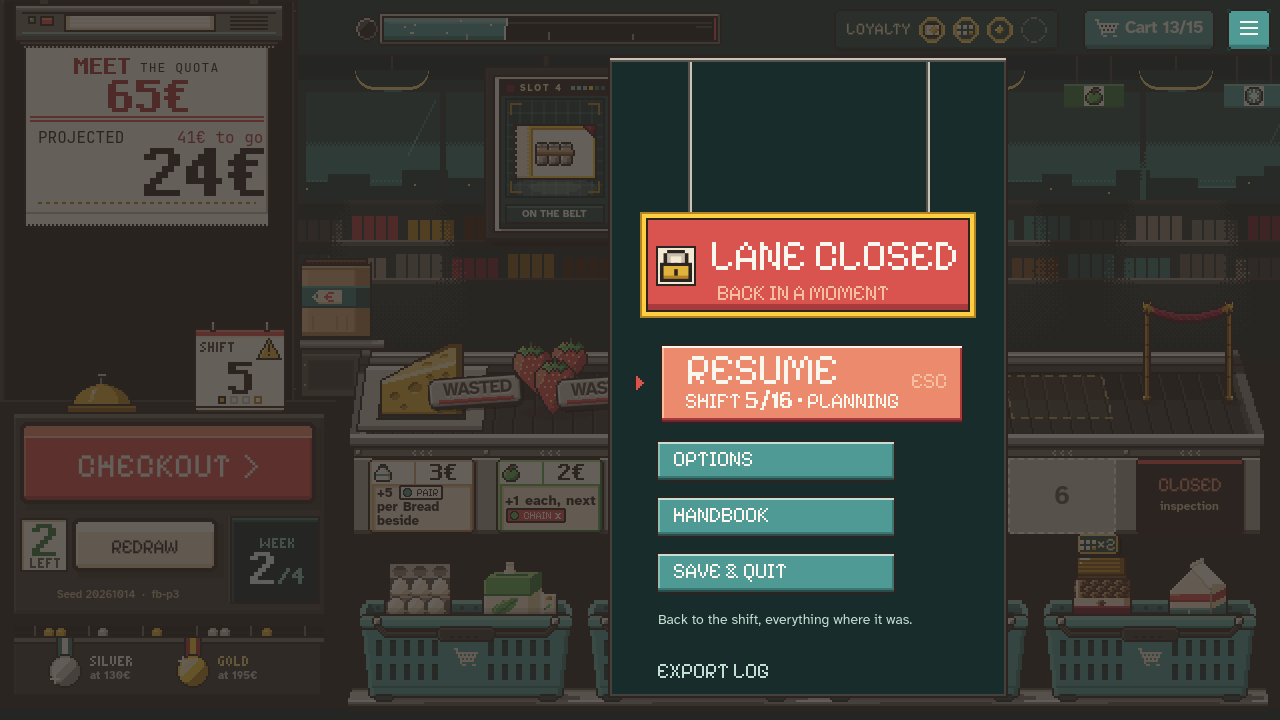 MEET THE QUOTA
65€
PROJECTED 41€ to go
24€
SHIFT
5
CHECKOUT
2
LEFT
REDRAW
WEEK
2/4
Seed 20261014 · fb-p3
SILVER
at 130€
GOLD
at 195€
LOYALTY
Cart 13/15
SLOT 4
ON THE BELT
WASTED
WAS
3€
+5 PAIR
per Bread
beside
2€
+1 each, next
CHAIN X
6
CLOSED
inspection
×2
LANE CLOSED
BACK IN A MOMENT
RESUME
ESC
SHIFT 5/16 · PLANNING
OPTIONS
HANDBOOK
SAVE & QUIT
Back to the shift, everything where it was.
EXPORT LOG